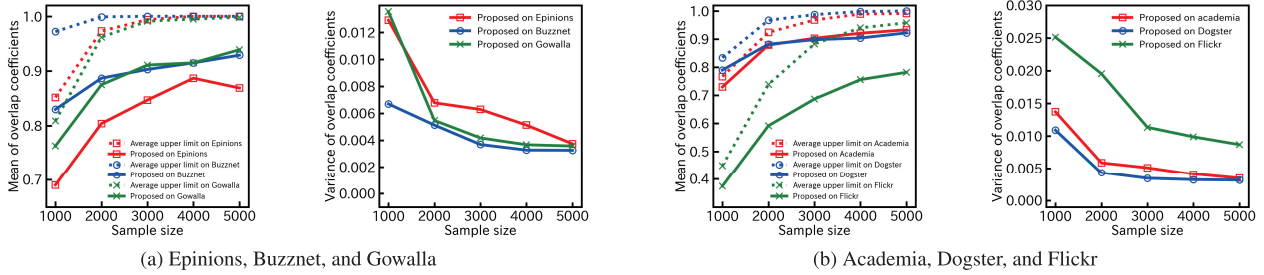 Mean of overlap coefficients
1.0
0.9
0.8
0.7
Average upper limit on Epinions
Proposed on Epinions
Average upper limit on Buzznet
Proposed on Buzznet
Average upper limit on Gowalla
Proposed on Gowalla
1000 2000 3000 4000 5000
Sample size
Variance of overlap coefficients
0.012
0.010
0.008
0.006
0.004
0.002
0.000
Proposed on Epinions
Proposed on Buzznet
Proposed on Gowalla
1000 2000 3000 4000 5000
Sample size
(a) Epinions, Buzznet, and Gowalla
Mean of overlap coefficients
1.0
0.9
0.8
0.7
0.6
0.5
0.4
Average upper limit on Academia
Proposed on Academia
Average upper limit on Dogster
Proposed on Dogster
Average upper limit on Flickr
Proposed on Flickr
1000 2000 3000 4000 5000
Sample size
Variance of overlap coefficients
0.030
0.025
0.020
0.015
0.010
0.005
0.000
Proposed on academia
Proposed on Dogster
Proposed on Flickr
1000 2000 3000 4000 5000
Sample size
(b) Academia, Dogster, and Flickr